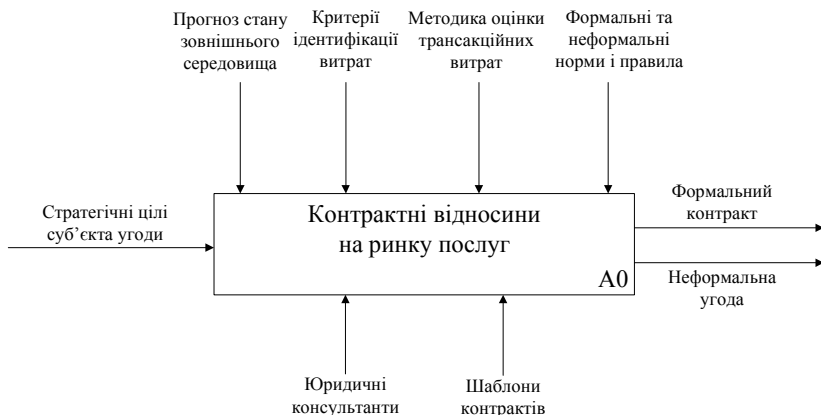 Прогноз стану
зовнішнього
середовища
Критерії
ідентифікації
витрат
Методика оцінки
трансакційних
витрат
Формальні та
неформальні
норми і правила
Стратегічні цілі
суб’єкта угоди
Контрактні відносини
на ринку послуг
A0
Формальний
контракт
Неформальна
угода
Юридичні
консультанти
Шаблони
контрактів